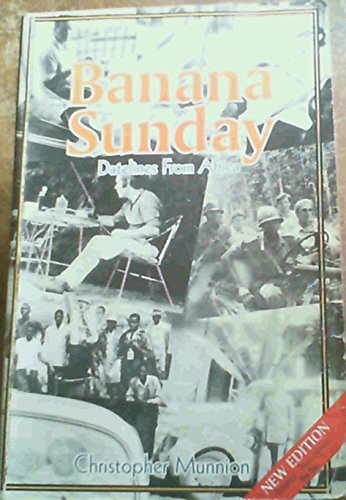 Banana
Sunday
Datelines From Africa
Christopher Munnion
NEW EDITION